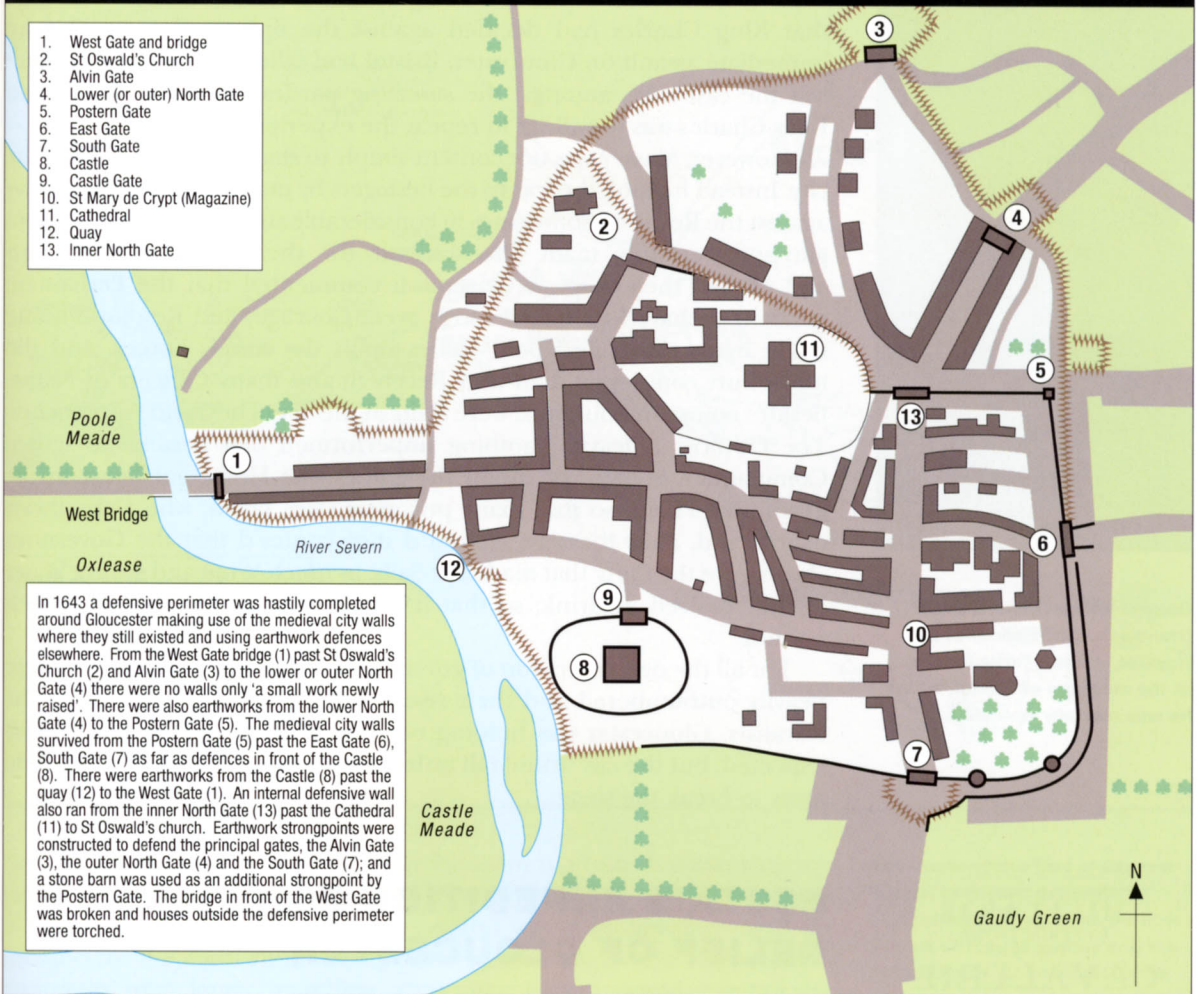 1. West Gate and bridge
2. St Oswald's Church
3. Alvin Gate
4. Lower (or outer) North Gate
5. Postern Gate
6. East Gate
7. South Gate
8. Castle
9. Castle Gate
10. St Mary de Crypt (Magazine)
11. Cathedral
12. Quay
13. Inner North Gate
3
2
4
11
5
13
Poole
Meade
1
West Bridge
River Severn
Oxlease
12
6
9
10
8
7
In 1643 a defensive perimeter was hastily completed
around Gloucester making use of the medieval city walls
where they still existed and using earthwork defences
elsewhere. From the West Gate bridge (1) past St Oswald's
Church (2) and Alvin Gate (3) to the lower or outer North
Gate (4) there were no walls only 'a small work newly
raised'. There were also earthworks from the lower North
Gate (4) to the Postern Gate (5). The medieval city walls
survived from the Postern Gate (5) past the East Gate (6),
South Gate (7) as far as defences in front of the Castle
(8). There were earthworks from the Castle (8) past the
quay (12) to the West Gate (1). An internal defensive wall
also ran from the inner North Gate (13) past the Cathedral
(11) to St Oswald's church. Earthwork strongpoints were
constructed to defend the principal gates, the Alvin Gate
(3), the outer North Gate (4) and the South Gate (7); and
a stone barn was used as an additional strongpoint by
the Postern Gate. The bridge in front of the West Gate
was broken and houses outside the defensive perimeter
were torched.
Castle
Meade
N
Gaudy Green